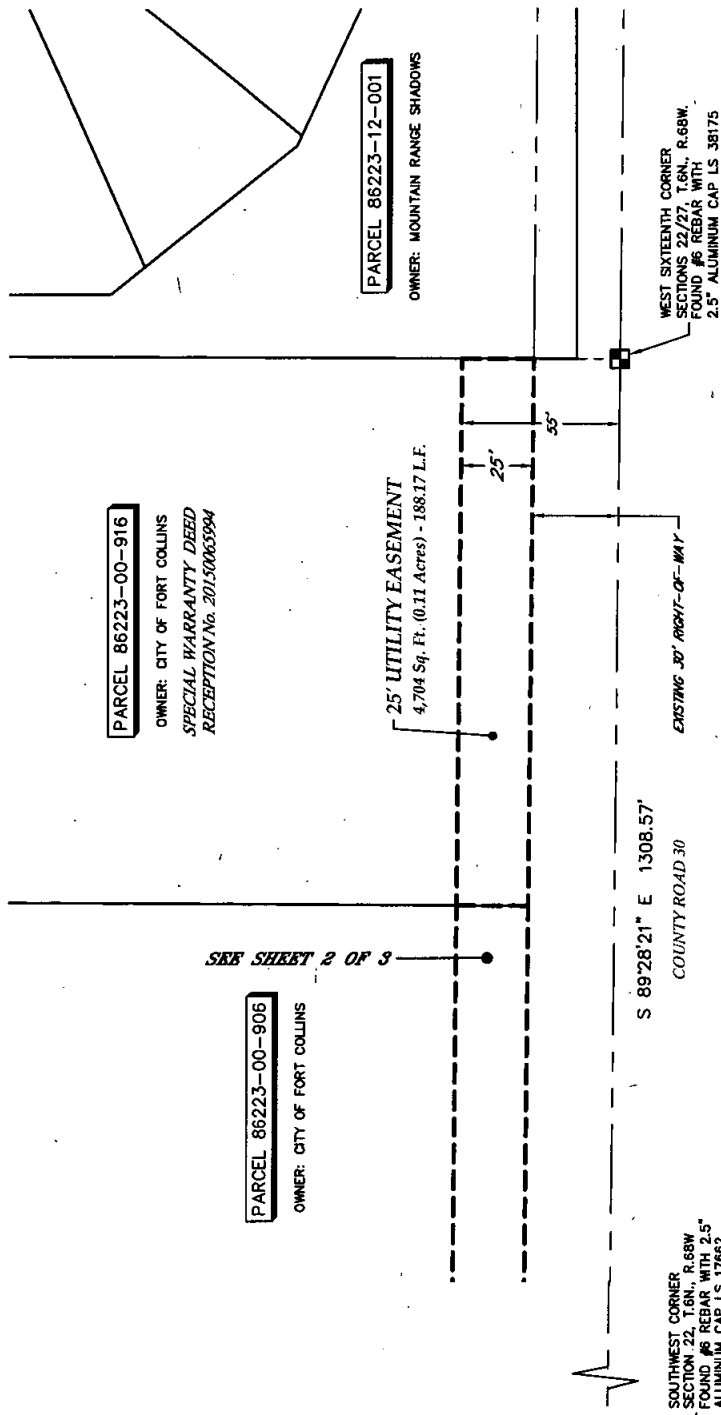 PARCEL 86223-12-001
OWNER: MOUNTAIN RANGE SHADOWS
PARCEL 86223-00-916
OWNER: CITY OF FORT COLLINS
SPECIAL WARRANTY DEED
RECEPTION No. 20150065994
PARCEL 86223-00-906
OWNER: CITY OF FORT COLLINS
SEE SHEET 2 OF 3
25' UTILITY EASEMENT
4,704 Sq. Ft. (0.11 Acres) - 188.17 L.F.
25'
55'
EXISTING 30' RIGHT-OF-WAY
S 89°28'21" E 1308.57'
COUNTY ROAD 30
SOUTHWEST CORNER
SECTION 22, T.6N., R.68W
FOUND #6 REBAR WITH 2.5"
ALUMINUM CAP LS 17662
WEST SIXTEENTH CORNER
SECTIONS 22/27, T.6N., R.68W.
FOUND #6 REBAR WITH
2.5" ALUMINUM CAP LS 38175